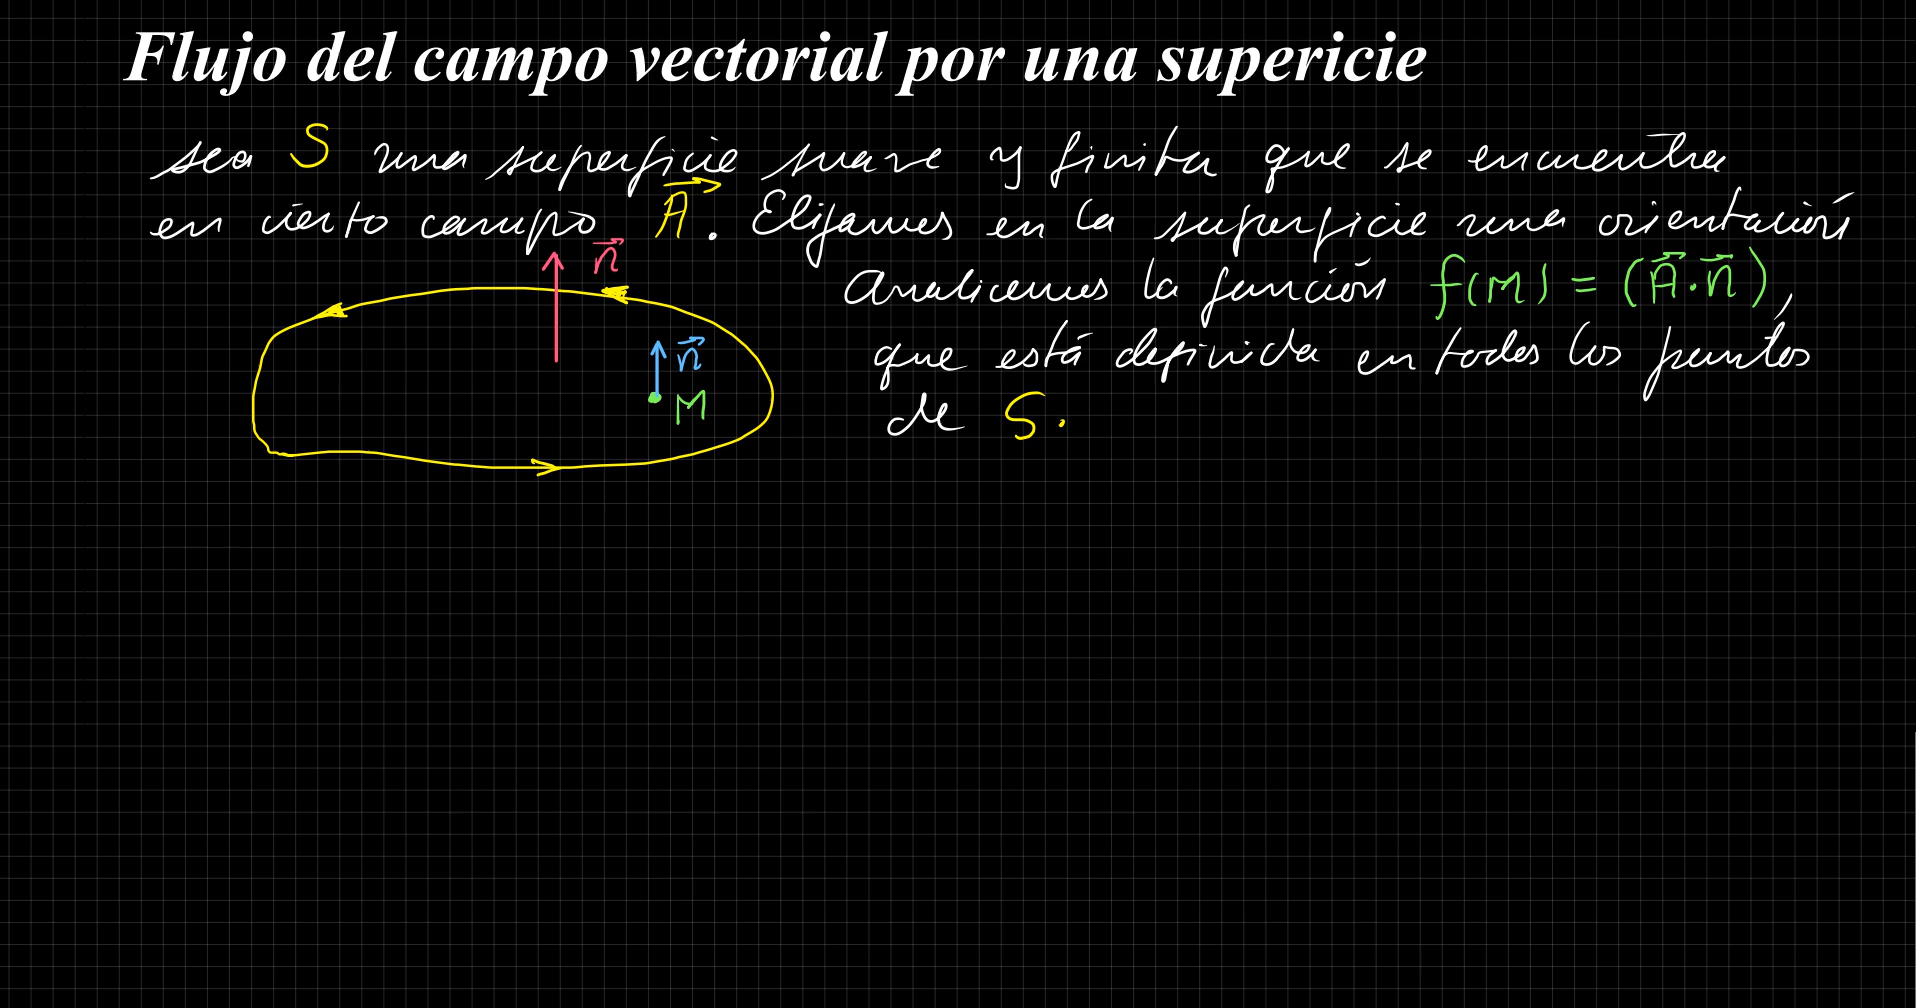 Flujo del campo vectorial por una supericie
sea S una superficie suave y finita que se encuentra
en cierto campo A⃗. Elijamos en la superficie una orientación
n⃗
Analicemos la función f(M) = (A⃗·n⃗),
n⃗
que está definida en todos los puntos
M
de S.